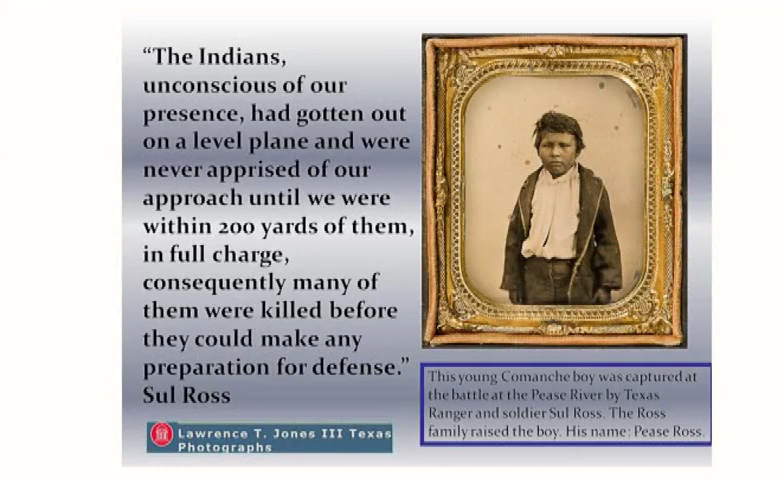 “The Indians,
unconscious of our
presence, had gotten out
on a level plane and were
never apprised of our
approach until we were
within 200 yards of them,
in full charge,
consequently many of
them were killed before
they could make any
preparation for defense.”
Sul Ross
Lawrence T. Jones III Texas
Photographs
This young Comanche boy was captured at
the battle at the Pease River by Texas
Ranger and soldier Sul Ross. The Ross
family raised the boy. His name: Pease Ross.